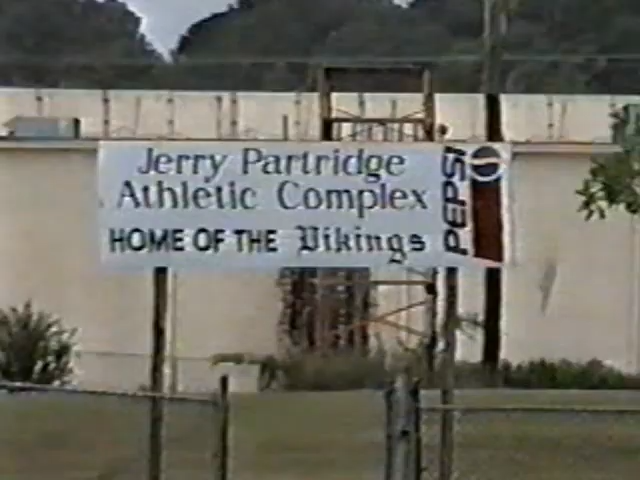 Jerry Partridge
Athletic Complex
HOME OF THE Vikings
PEPSI